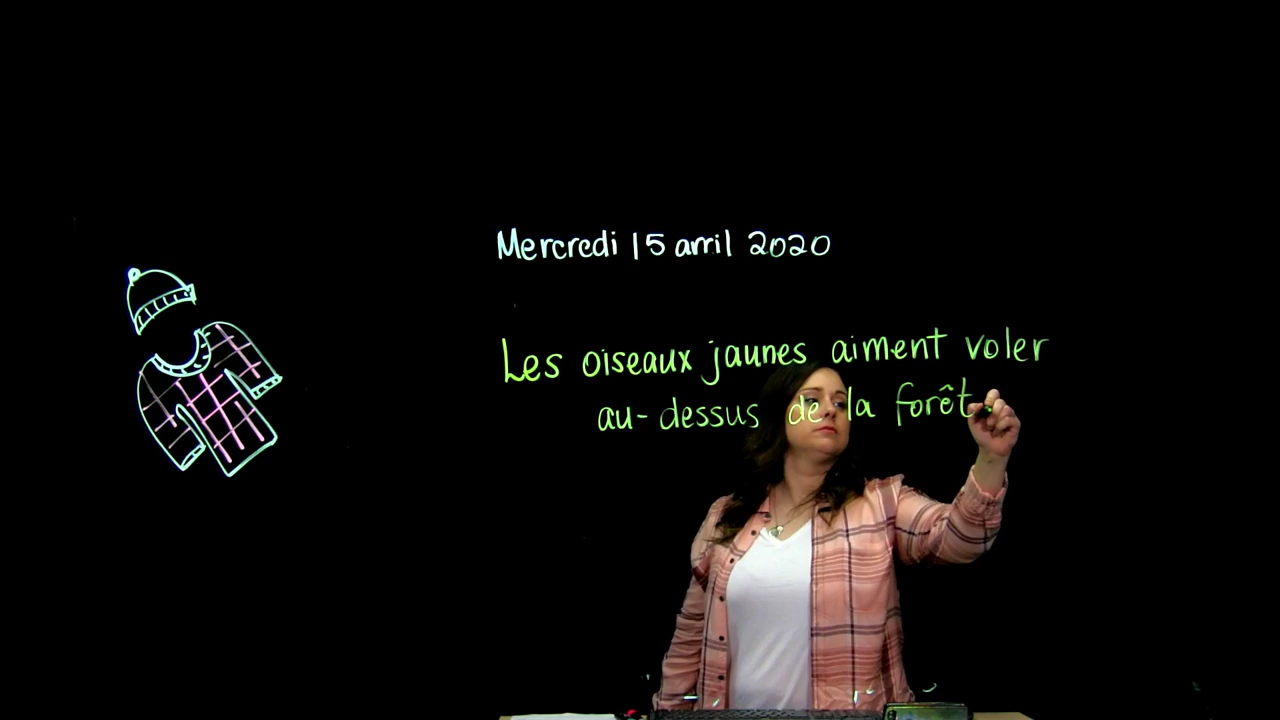 Mercredi 15 avril 2020
Les oiseaux jaunes aiment voler
au-dessus de la forêt.